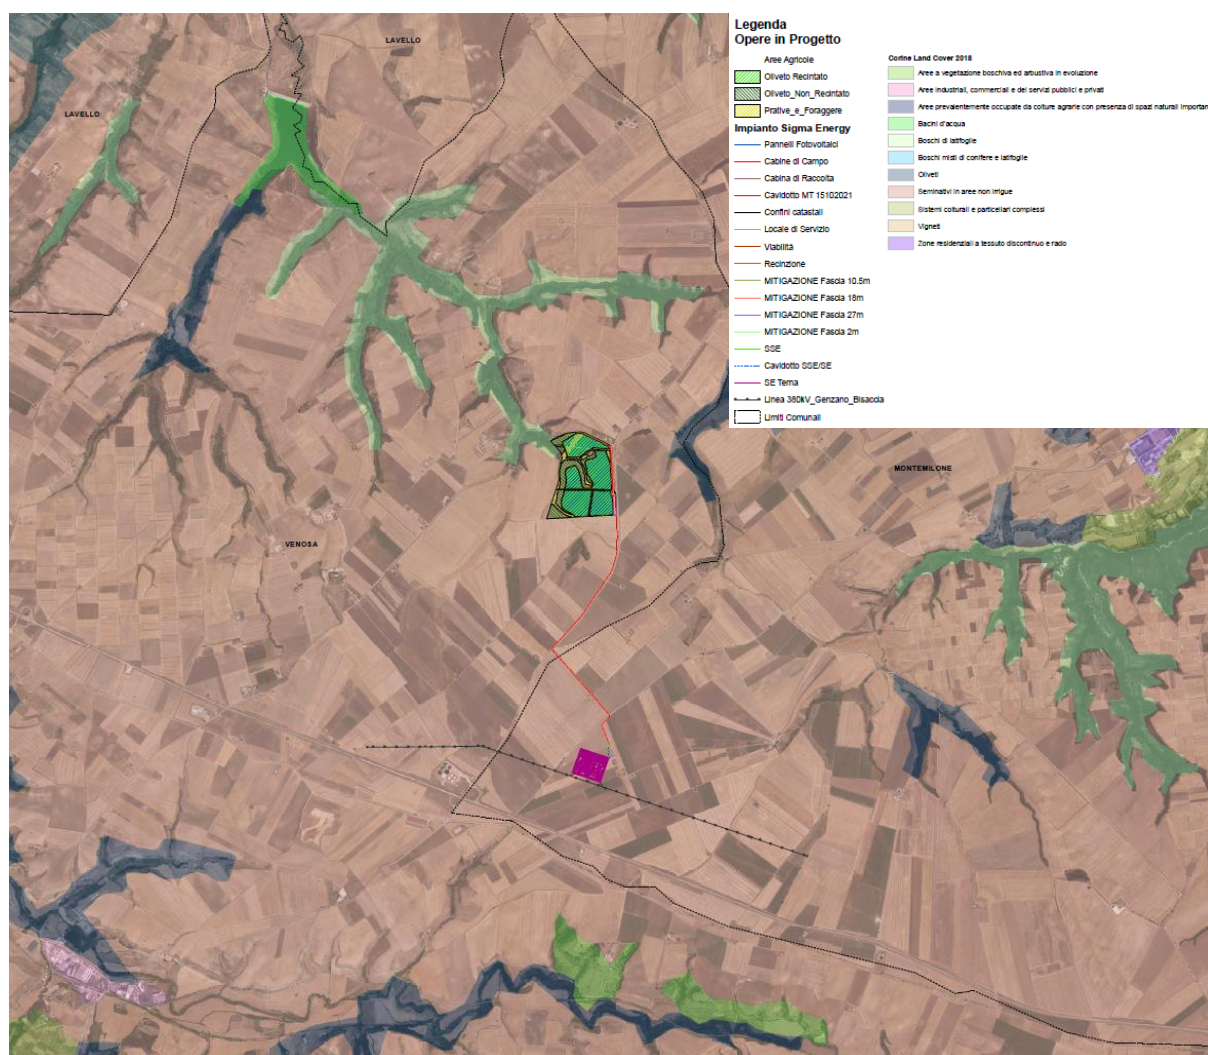 Legenda
Opere in Progetto
Aree Agricole
Oliveto Recintato
Oliveto_Non_Recintato
Prative_e_Foraggere
Impianto Sigma Energy
Pannelli Fotovoltaici
Cabine di Campo
Cabina di Raccolta
Cavidotto MT 15102021
Confini catastali
Locale di Servizio
Viabilità
Recinzione
MITIGAZIONE Fascia 10,5m
MITIGAZIONE Fascia 18m
MITIGAZIONE Fascia 27m
MITIGAZIONE Fascia 2m
SSE
Cavidotto SSE/SE
SE Terna
Linea 380kV_Genzano_Bisaccia
Limiti Comunali
Corine Land Cover 2018
Aree a vegetazione boschiva ed arbustiva in evoluzione
Aree industriali, commerciali e dei servizi pubblici e privati
Aree prevalentemente occupate da colture agrarie con presenza di spazi naturali importan
Bacini d'acqua
Boschi di latifoglie
Boschi misti di conifere e latifoglie
Oliveti
Seminativi in aree non irrigue
Sistemi colturali e particellari complessi
Vigneti
Zone residenziali a tessuto discontinuo e rado
LAVELLO
LAVELLO
MONTEMILONE
VENOSA